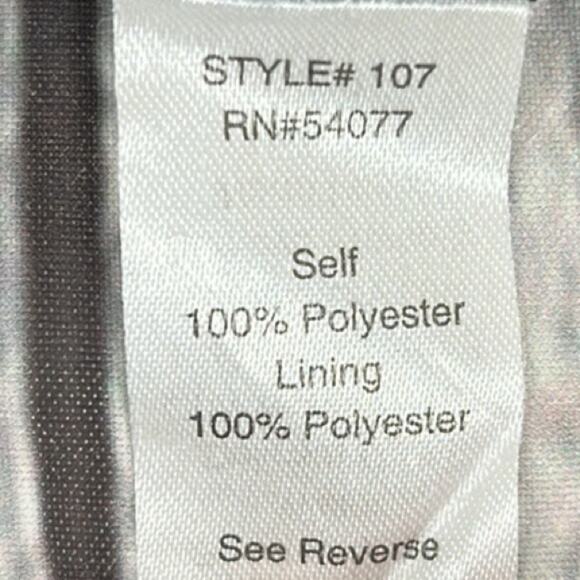 STYLE# 107
RN#54077
Self
100% Polyester
Lining
100% Polyester
See Reverse